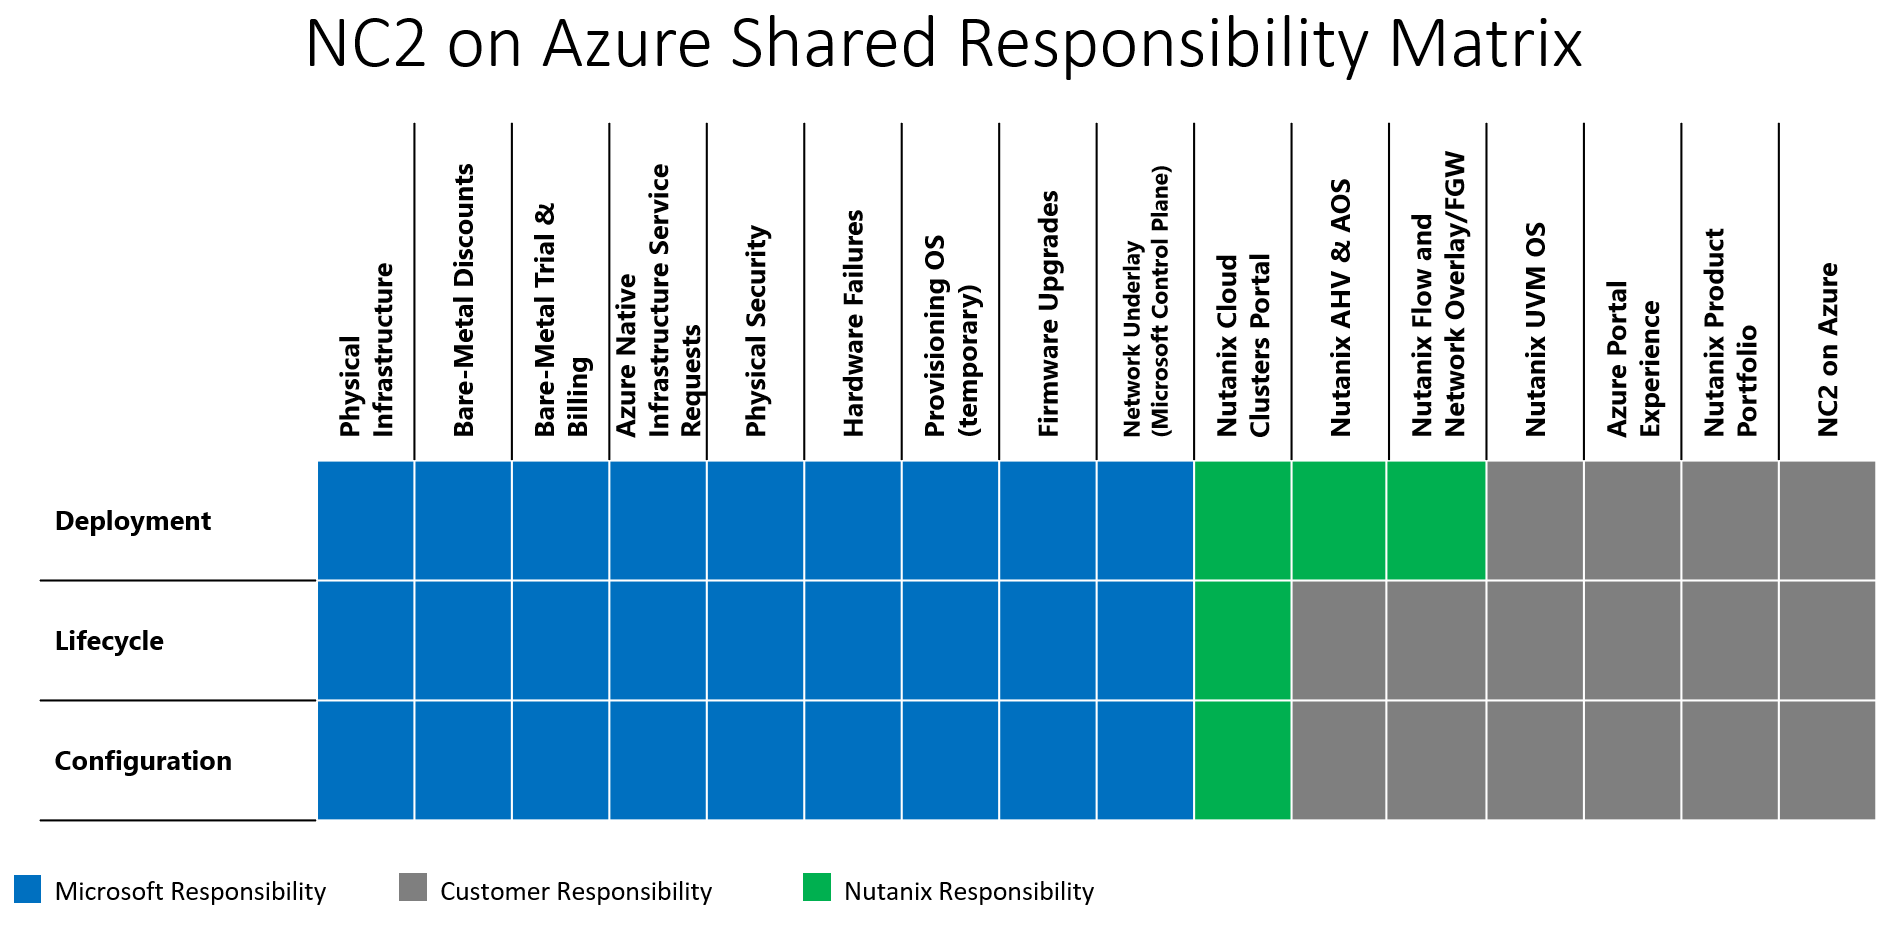 NC2 on Azure Shared Responsibility Matrix
Physical
Infrastructure
Bare-Metal Discounts
Bare-Metal Trial &
Billing
Azure Native
Infrastructure Service
Requests
Physical Security
Hardware Failures
Provisioning OS
(temporary)
Firmware Upgrades
Network Underlay
(Microsoft Control Plane)
Nutanix Cloud
Clusters Portal
Nutanix AHV & AOS
Nutanix Flow and
Network Overlay/FGW
Nutanix UVM OS
Azure Portal
Experience
Nutanix Product
Portfolio
NC2 on Azure
Deployment
Lifecycle
Configuration
Microsoft Responsibility
Customer Responsibility
Nutanix Responsibility